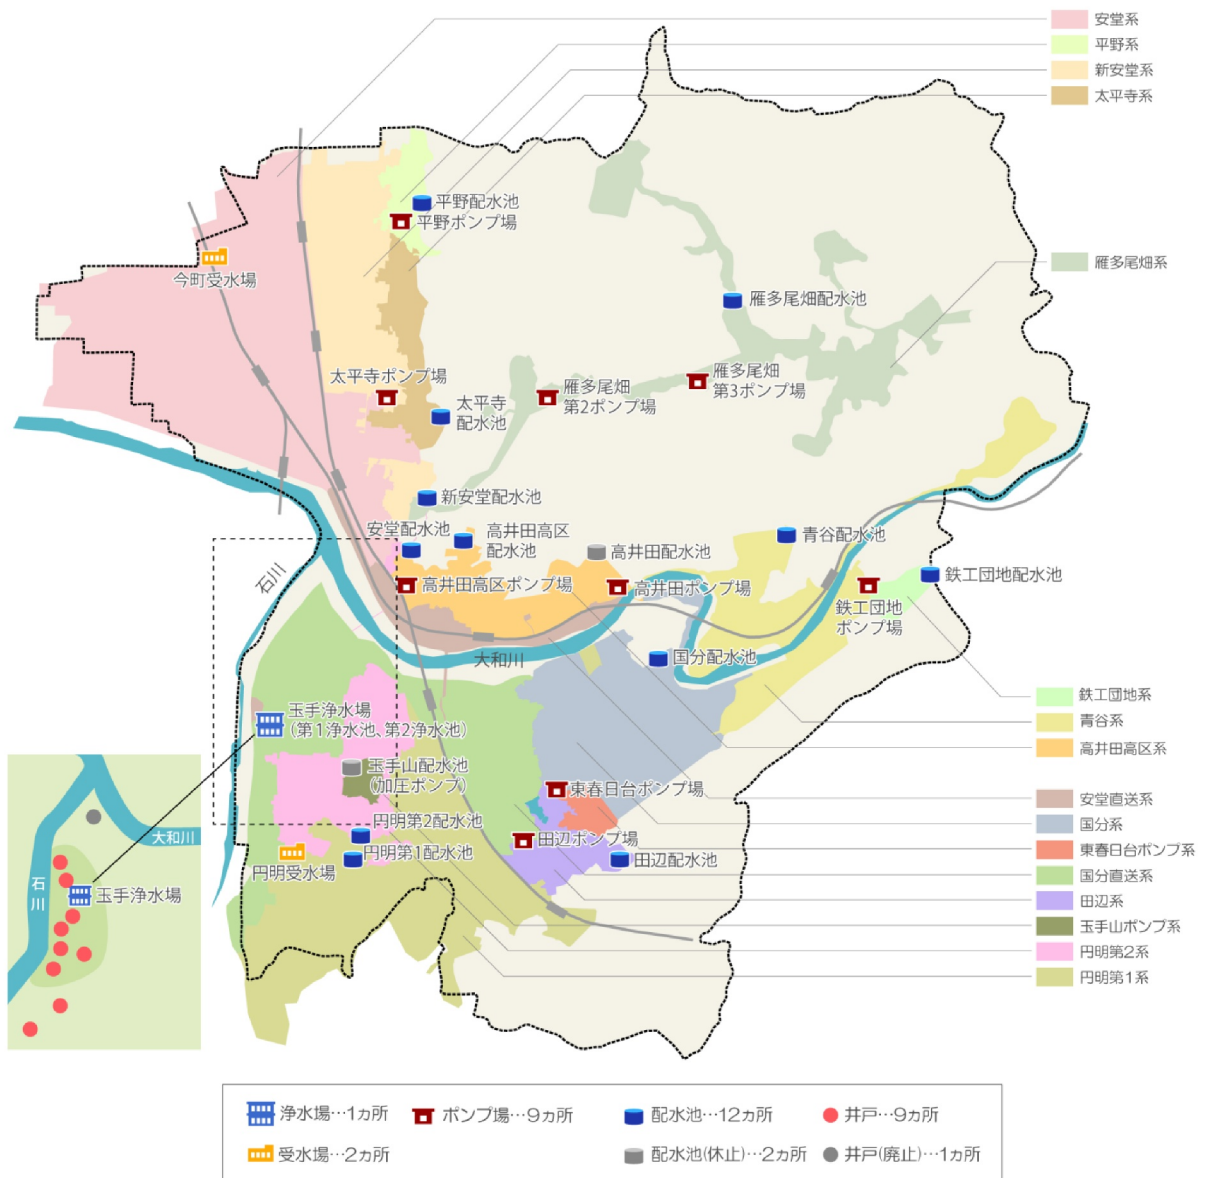 安堂系
平野系
新安堂系
太平寺系
平野配水池
平野ポンプ場
今町受水場
雁多尾畑系
雁多尾畑配水池
太平寺ポンプ場
雁多尾畑
第3ポンプ場
雁多尾畑
第2ポンプ場
太平寺
配水池
新安堂配水池
安堂配水池
高井田高区
配水池
高井田配水池
青谷配水池
石川
高井田高区ポンプ場
高井田ポンプ場
鉄工団地配水池
鉄工団地
ポンプ場
大和川
国分配水池
鉄工団地系
青谷系
高井田高区系
玉手浄水場
(第1浄水池、第2浄水池)
玉手山配水池
(加圧ポンプ)
東春日台ポンプ場
安堂直送系
国分系
東春日台ポンプ系
国分直送系
田辺系
玉手山ポンプ系
円明第2系
円明第1系
円明第2配水池
円明第1配水池
円明受水場
田辺ポンプ場
田辺配水池
大和川
石川
玉手浄水場
浄水場…1ヵ所
ポンプ場…9ヵ所
配水池…12ヵ所
井戸…9ヵ所
受水場…2ヵ所
配水池(休止)…2ヵ所
井戸(廃止)…1ヵ所